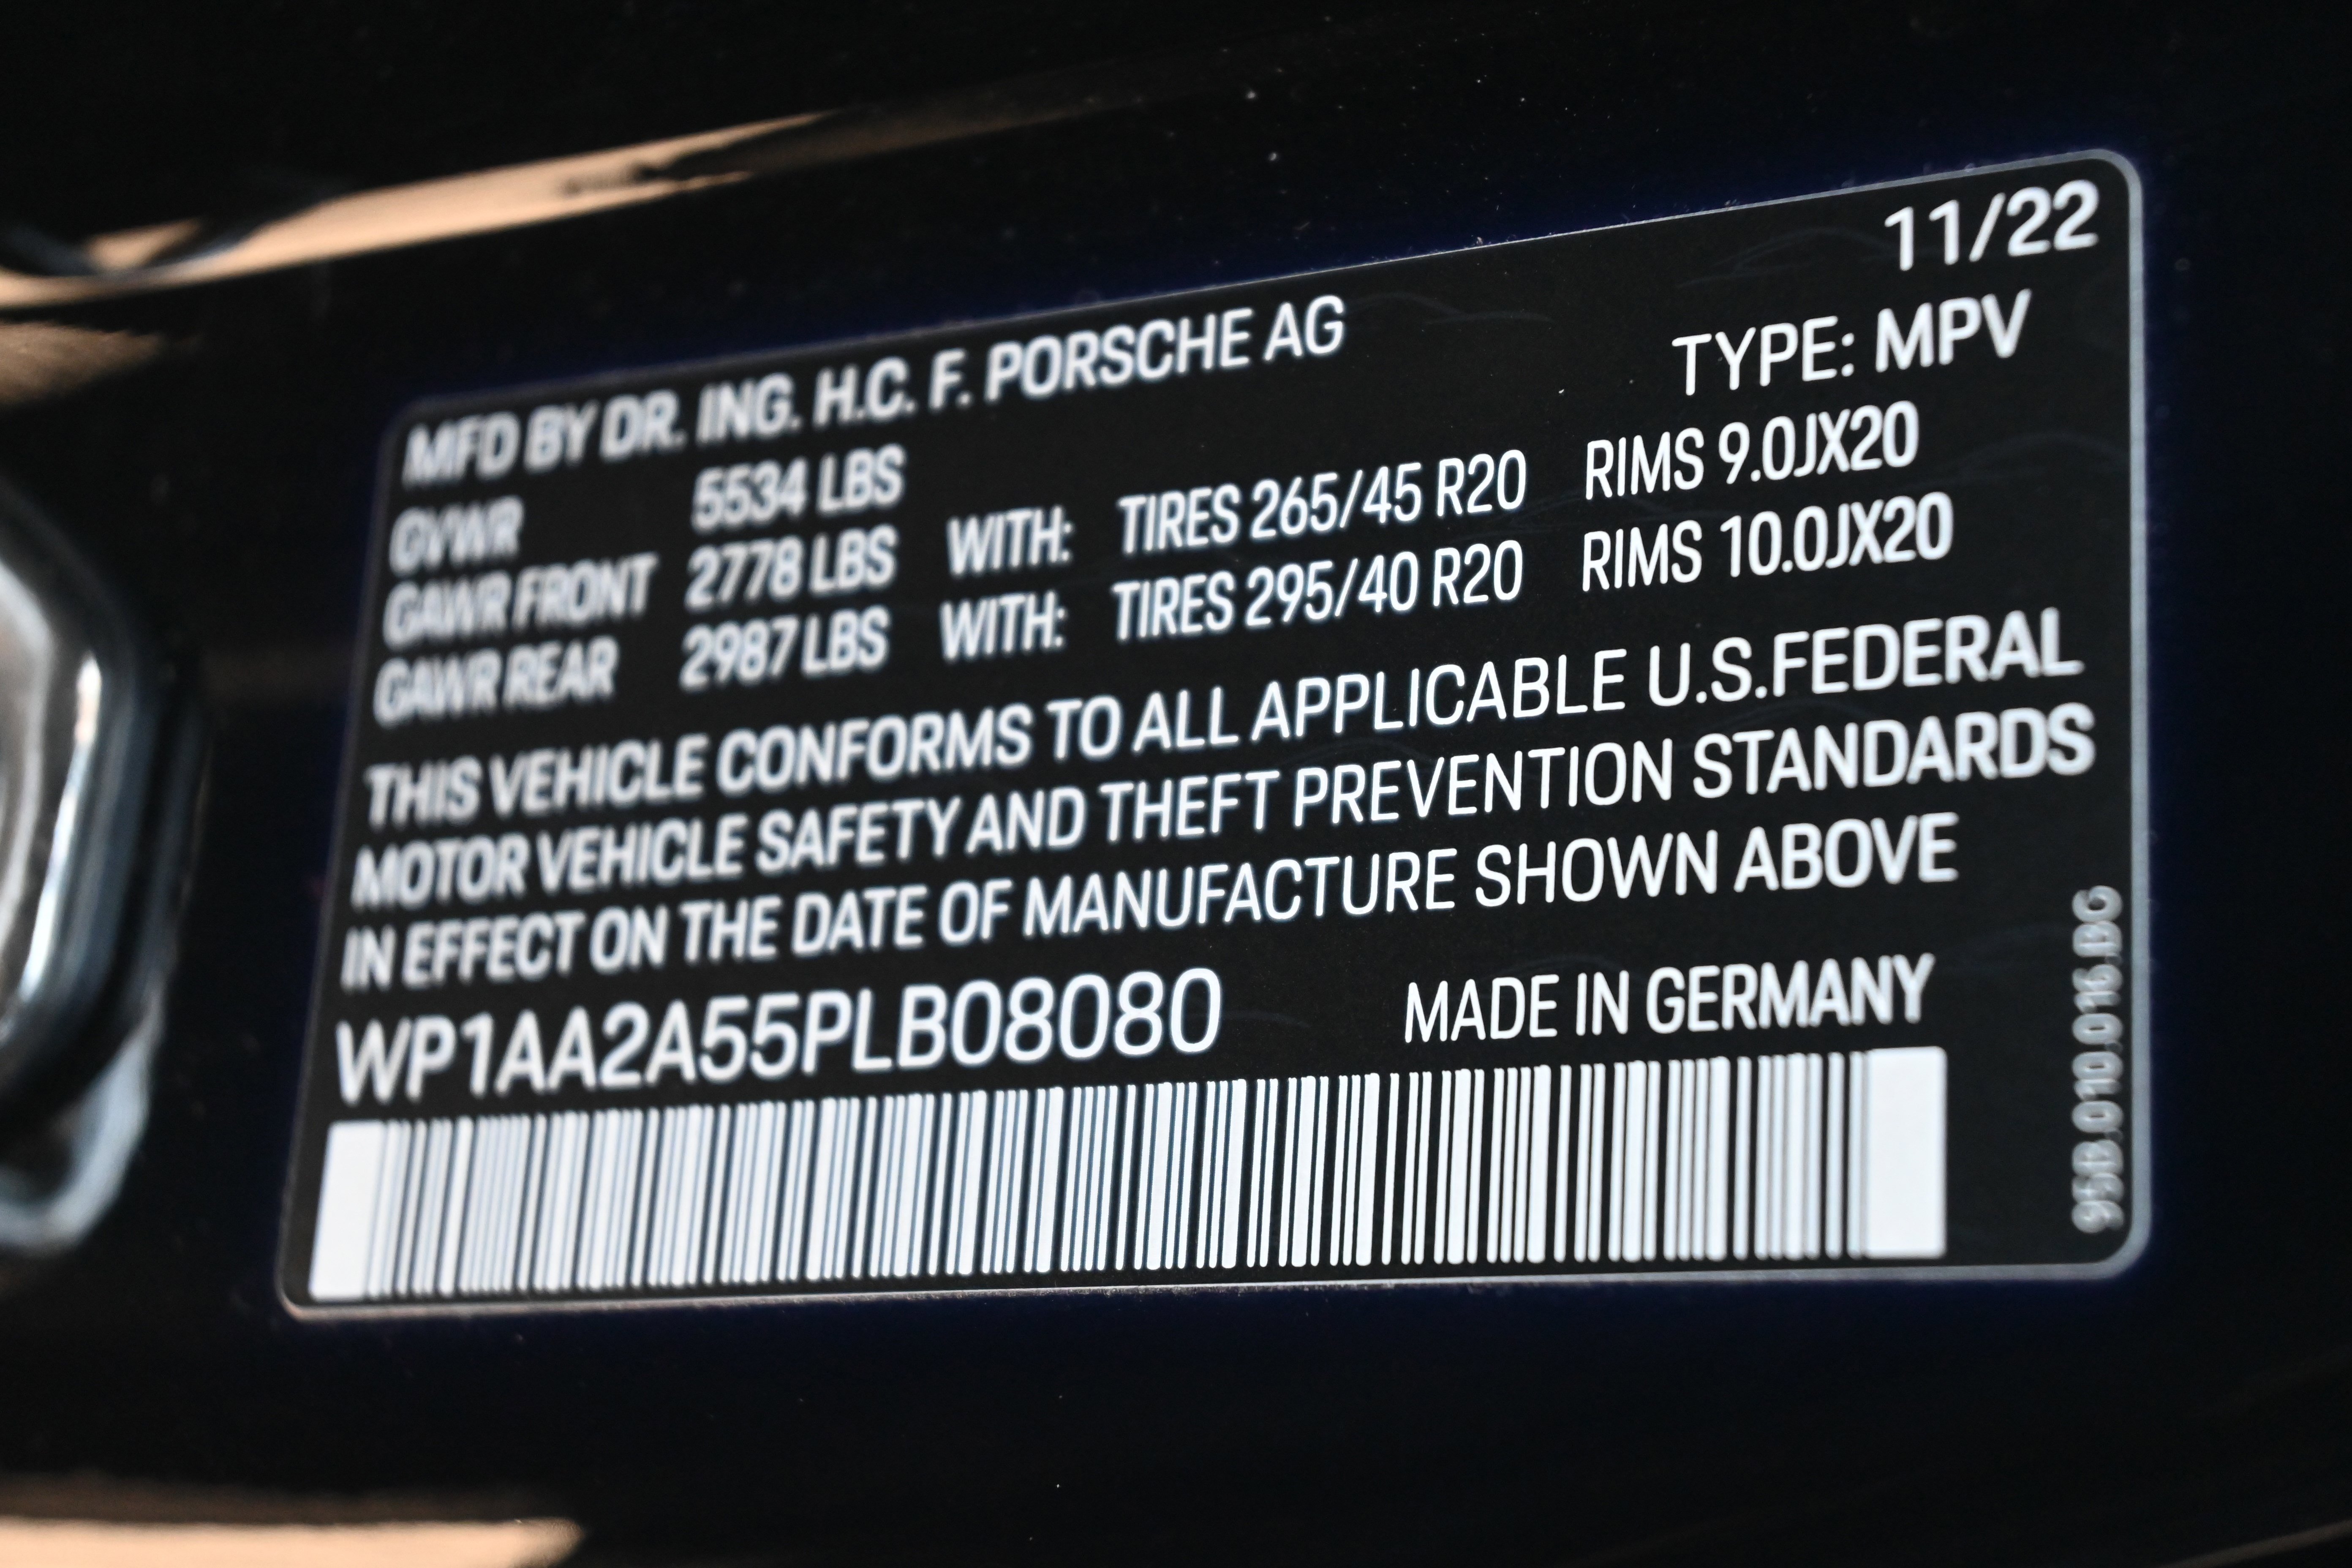 11/22
MFD BY DR. ING. H.C. F. PORSCHE AG
TYPE: MPV
GVWR 5534 LBS
GAWR FRONT 2778 LBS WITH: TIRES 265/45 R20 RIMS 9.0JX20
GAWR REAR 2987 LBS WITH: TIRES 295/40 R20 RIMS 10.0JX20
THIS VEHICLE CONFORMS TO ALL APPLICABLE U.S.FEDERAL
MOTOR VEHICLE SAFETY AND THEFT PREVENTION STANDARDS
IN EFFECT ON THE DATE OF MANUFACTURE SHOWN ABOVE
WP1AA2A55PLB08080 MADE IN GERMANY
95B.010.016.BG